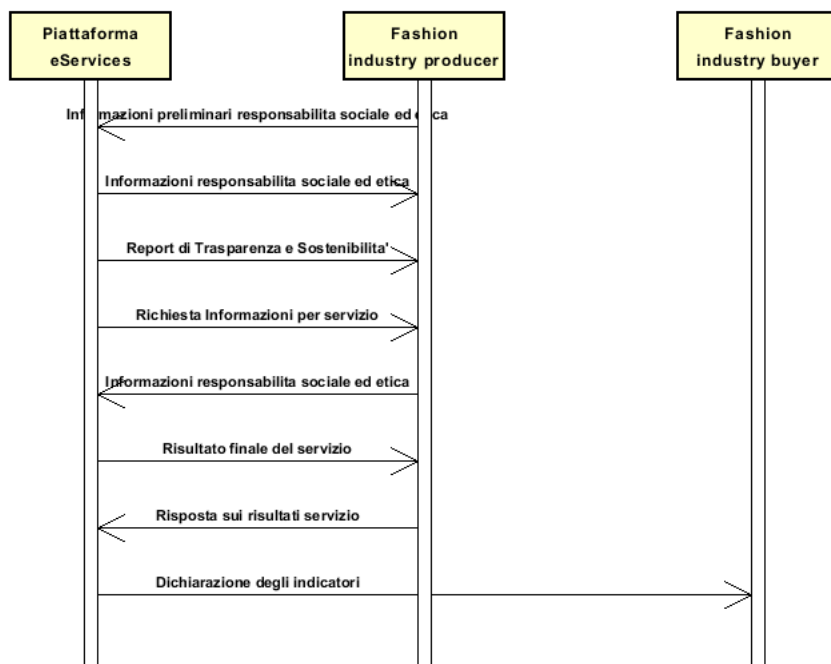 Piattaforma
eServices
Fashion
industry producer
Fashion
industry buyer
Informazioni preliminari responsabilita sociale ed etica
Informazioni responsabilita sociale ed etica
Report di Trasparenza e Sostenibilita'
Richiesta Informazioni per servizio
Informazioni responsabilita sociale ed etica
Risultato finale del servizio
Risposta sui risultati servizio
Dichiarazione degli indicatori